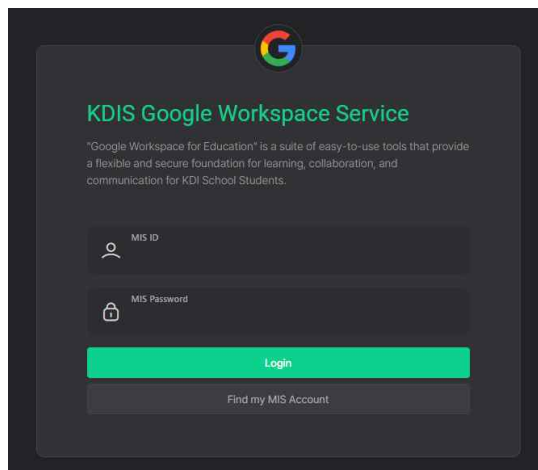 KDIS Google Workspace Service
"Google Workspace for Education" is a suite of easy-to-use tools that provide
a flexible and secure foundation for learning, collaboration, and
communication for KDI School Students.
MIS ID
MIS Password
Login
Find my MIS Account